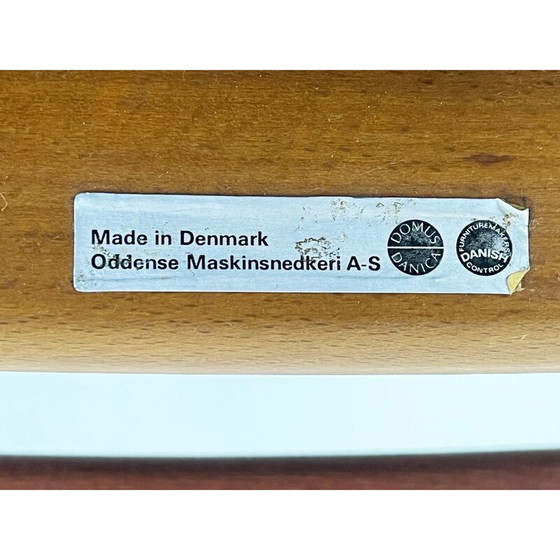 Made in Denmark
Oddense Maskinsnedkeri A-S
DOMUS
DANICA
FURNITUREMAKERS
DANISH
CONTROL